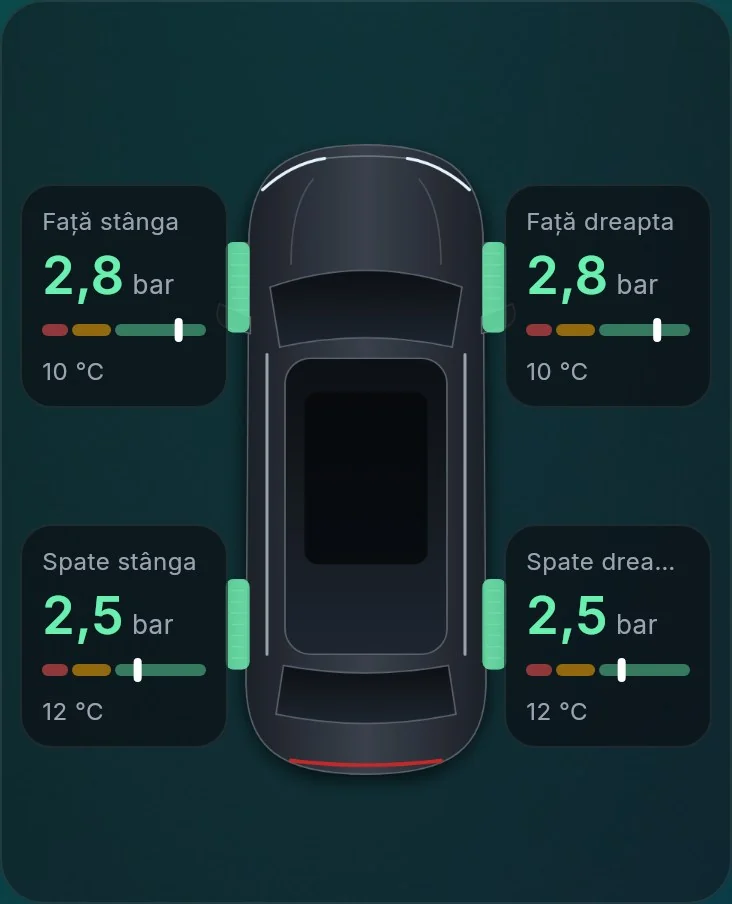 Față stânga
2,8 bar
10 °C
Față dreapta
2,8 bar
10 °C
Spate stânga
2,5 bar
12 °C
Spate drea...
2,5 bar
12 °C